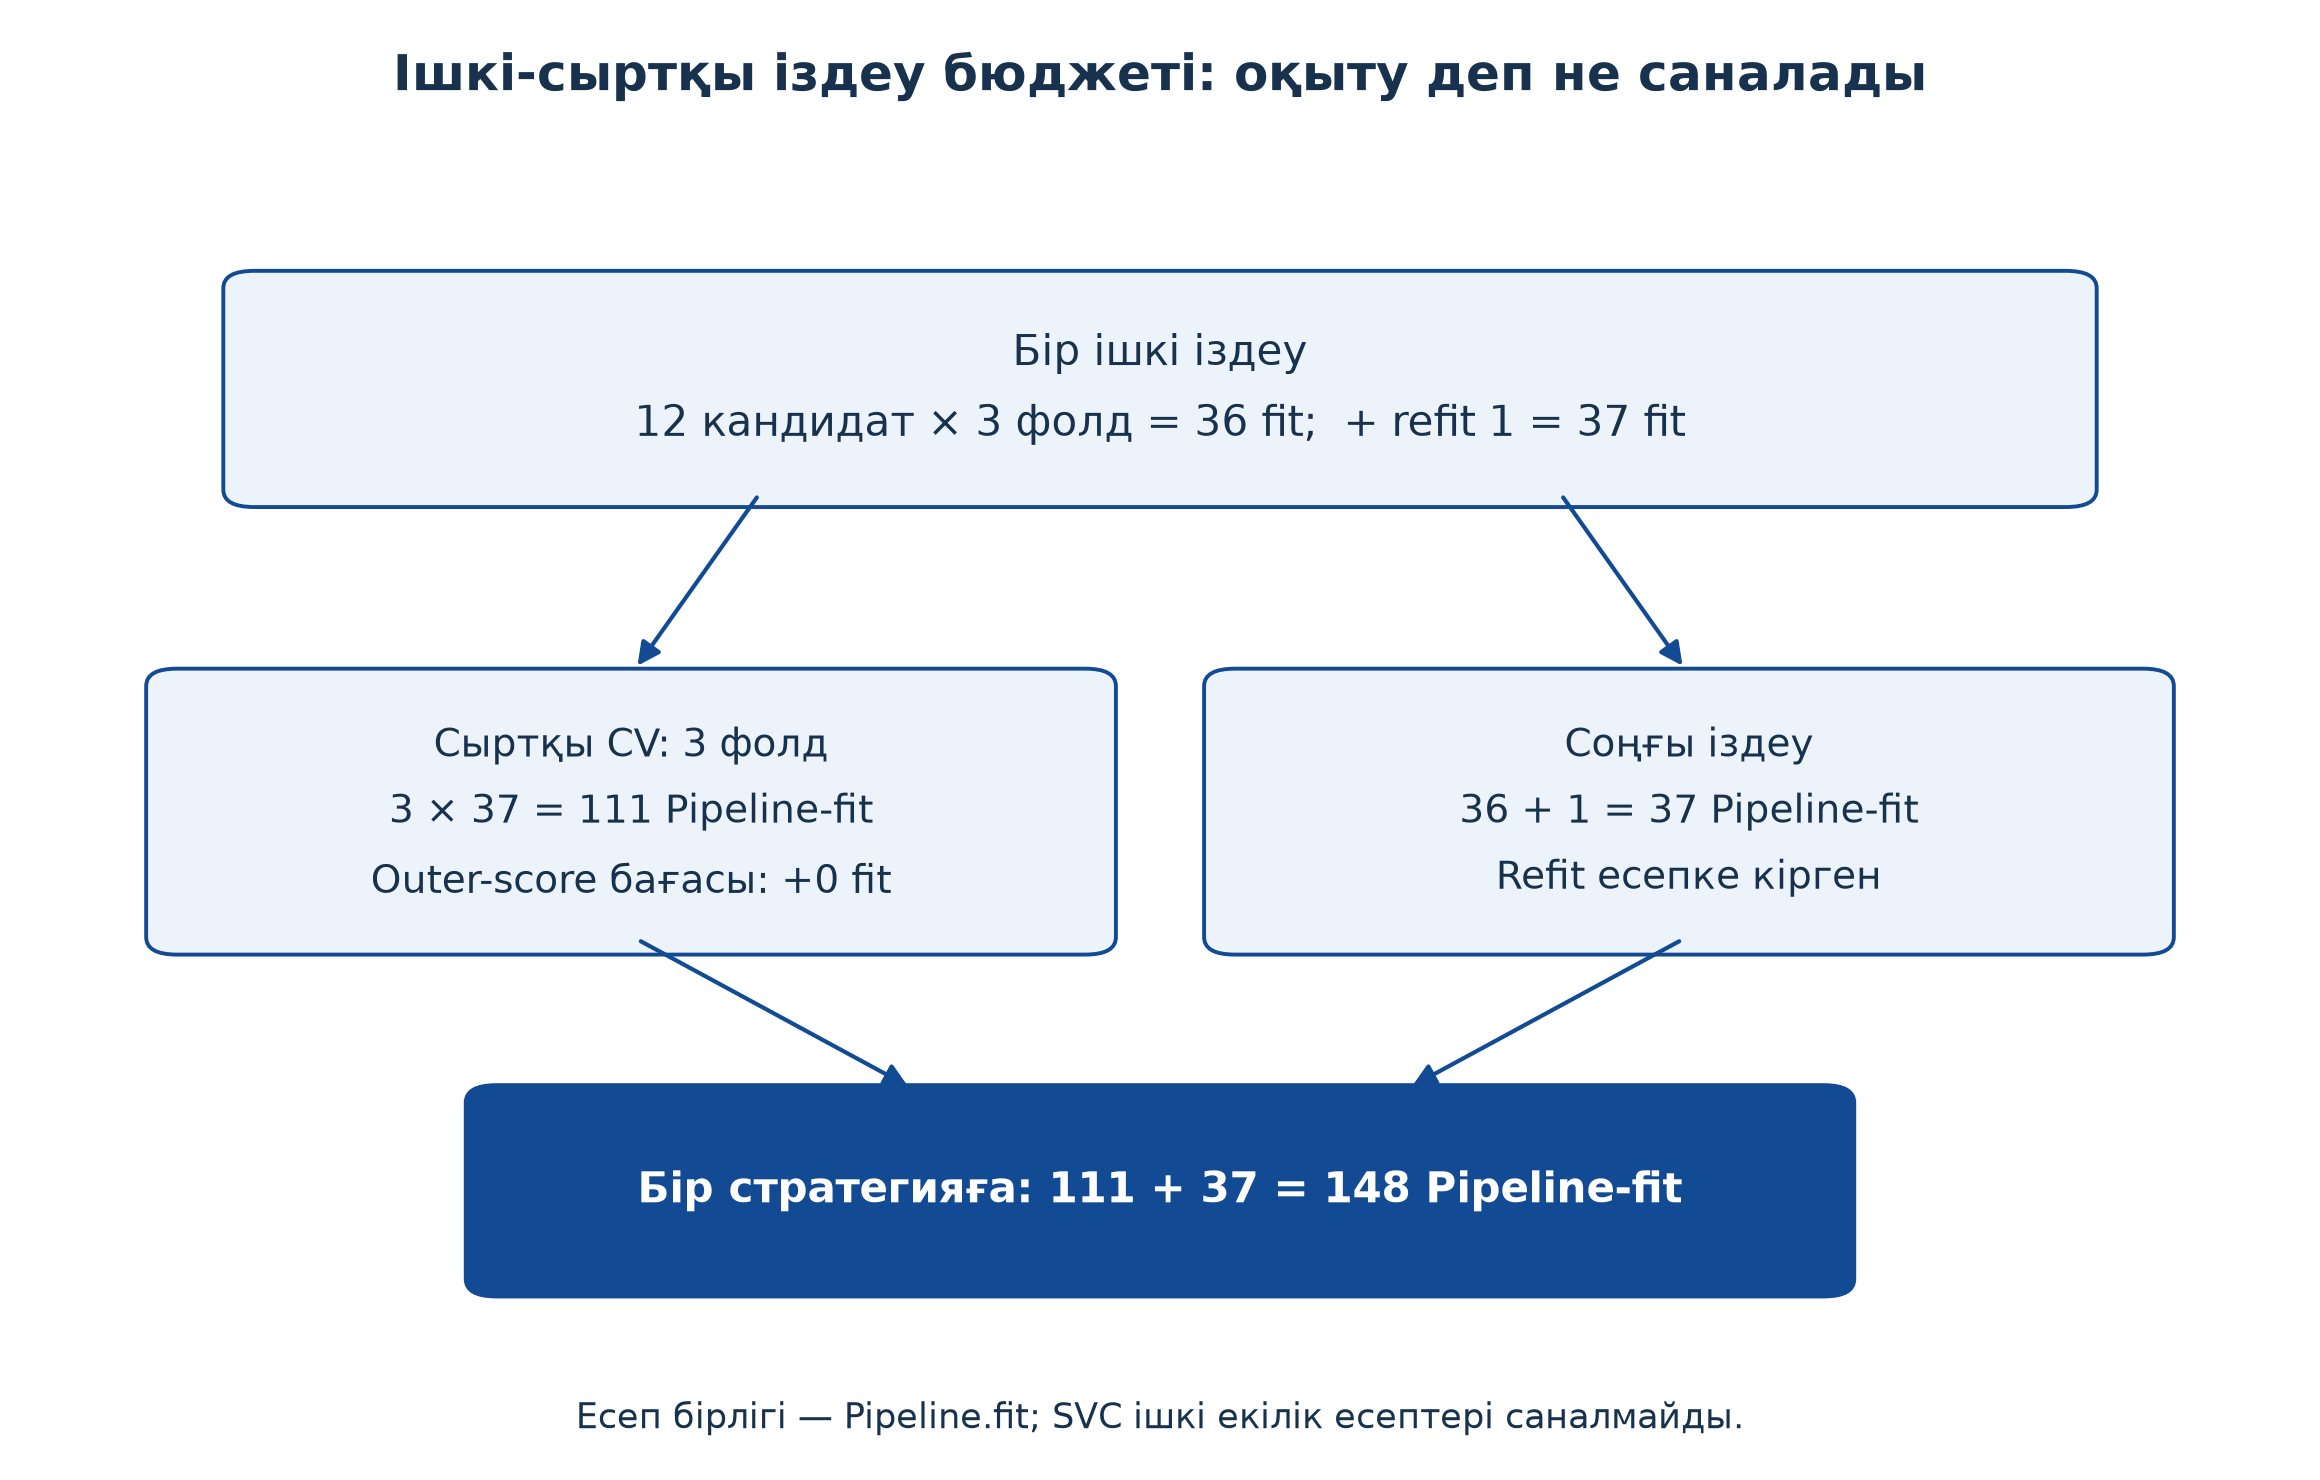 Ішкі-сыртқы іздеу бюджеті: оқыту деп не саналады
Бір ішкі іздеу
12 кандидат × 3 фолд = 36 fit;  + refit 1 = 37 fit
Сыртқы CV: 3 фолд
3 × 37 = 111 Pipeline-fit
Outer-score бағасы: +0 fit
Соңғы іздеу
36 + 1 = 37 Pipeline-fit
Refit есепке кірген
Бір стратегияға: 111 + 37 = 148 Pipeline-fit
Есеп бірлігі — Pipeline.fit; SVC ішкі екілік есептері саналмайды.